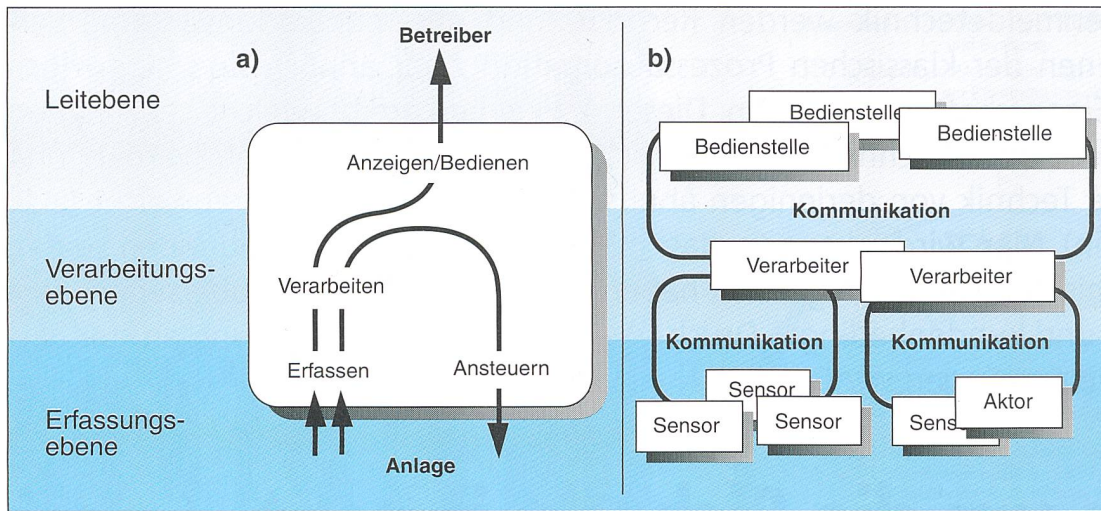 Leitebene
Verarbeitungs-
ebene
Erfassungs-
ebene
a)
Betreiber
Anzeigen/Bedienen
Verarbeiten
Erfassen
Ansteuern
Anlage
b)
Bedienstelle
Bedienstelle
Bedienstelle
Kommunikation
Verarbeiter
Verarbeiter
Kommunikation
Kommunikation
Sensor
Sensor
Sensor
Sensor
Aktor